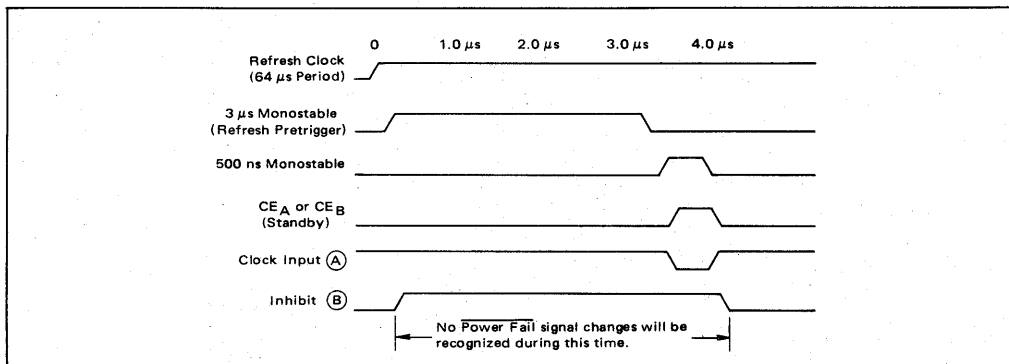 0 1.0 μs 2.0 μs 3.0 μs 4.0 μs
Refresh Clock
(64 μs Period)
3 μs Monostable
(Refresh Pretrigger)
500 ns Monostable
CE A or CE B
(Standby)
Clock Input A
Inhibit B
No Power Fail signal changes will be
recognized during this time.